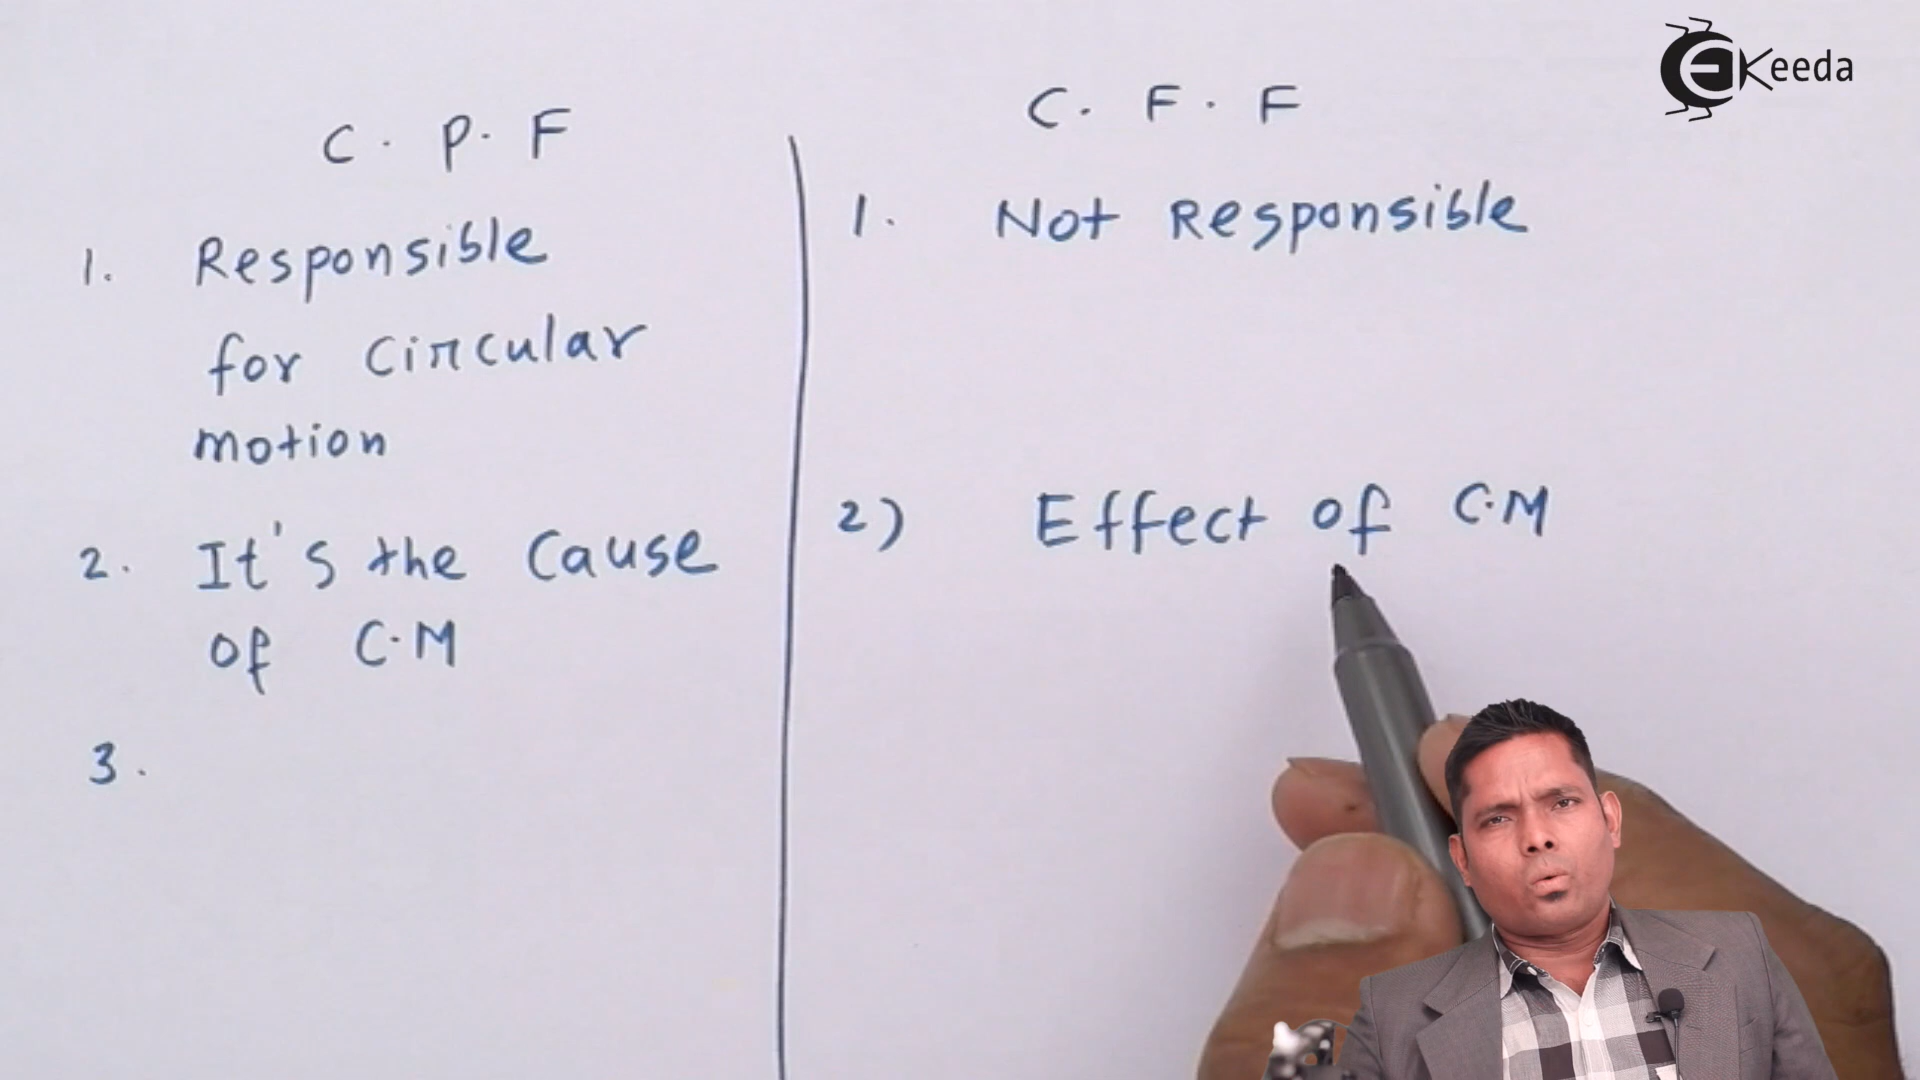 EKeeda
C. P. F
1. Responsible
for circular
motion
2. It's the Cause
of C.M
3.
C. F. F
1. Not Responsible
2) Effect of C.M